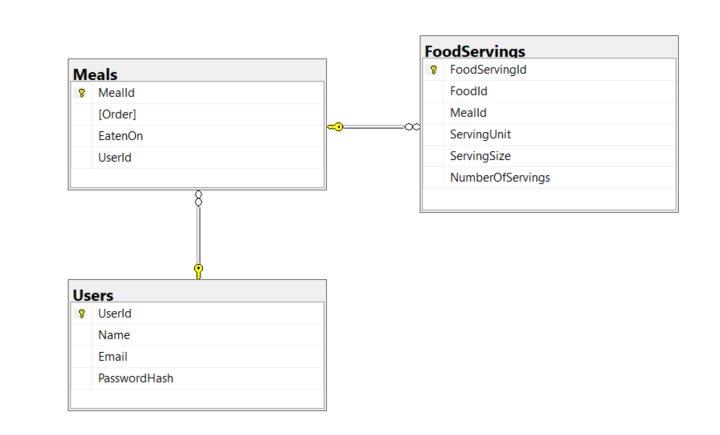 Meals
MealId
[Order]
EatenOn
UserId
FoodServings
FoodServingId
FoodId
MealId
ServingUnit
ServingSize
NumberOfServings
Users
UserId
Name
Email
PasswordHash